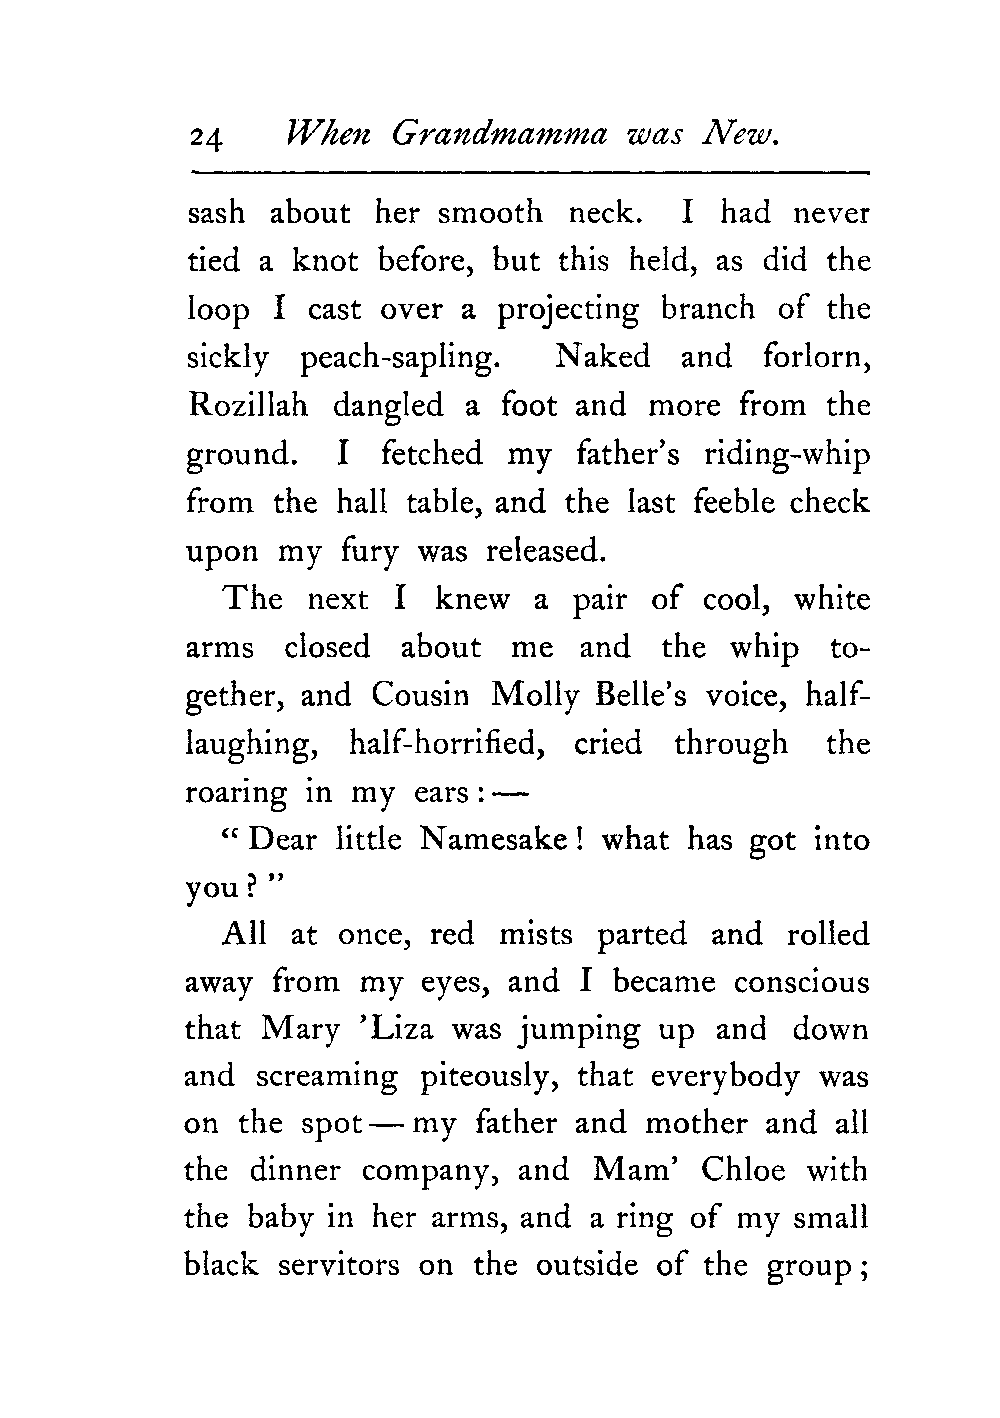 24 When Grandmamma was New.
sash about her smooth neck. I had never
tied a knot before, but this held, as did the
loop I cast over a projecting branch of the
sickly peach-sapling. Naked and forlorn,
Rozillah dangled a foot and more from the
ground. I fetched my father's riding-whip
from the hall table, and the last feeble check
upon my fury was released.
The next I knew a pair of cool, white
arms closed about me and the whip to-
gether, and Cousin Molly Belle's voice, half-
laughing, half-horrified, cried through the
roaring in my ears : —
“ Dear little Namesake ! what has got into
you ? ”
All at once, red mists parted and rolled
away from my eyes, and I became conscious
that Mary ’Liza was jumping up and down
and screaming piteously, that everybody was
on the spot — my father and mother and all
the dinner company, and Mam’ Chloe with
the baby in her arms, and a ring of my small
black servitors on the outside of the group ;